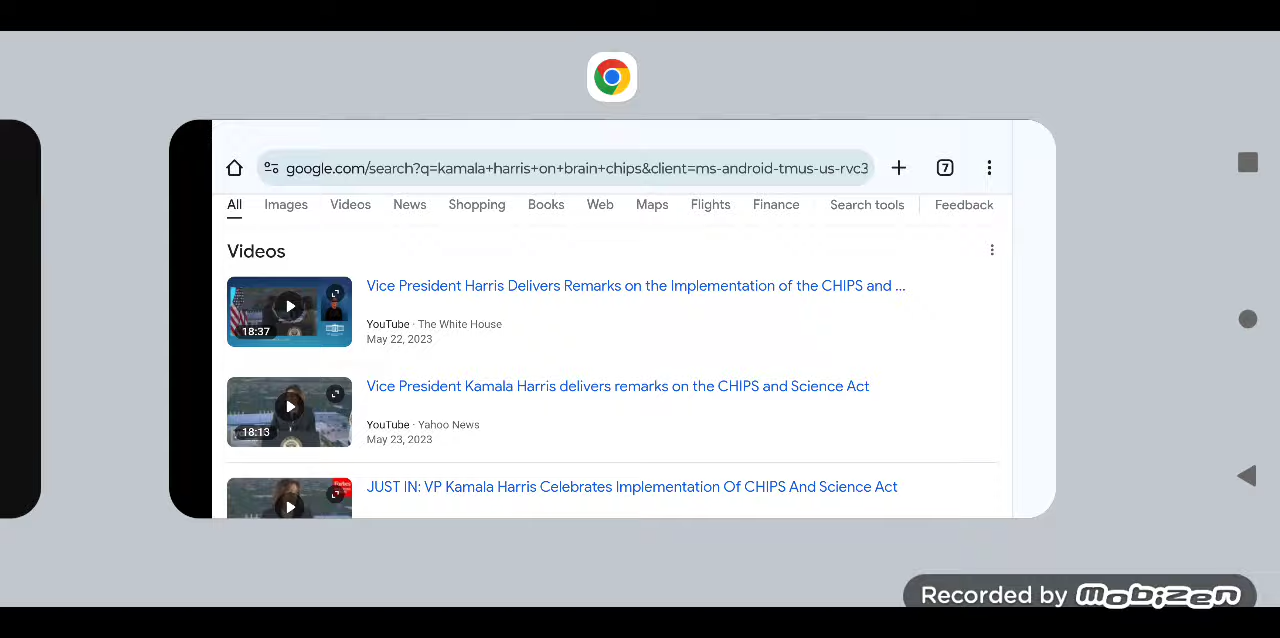 google.com/search?q=kamala+harris+on+brain+chips&client=ms-android-tmus-us-rvc3
7
All Images Videos News Shopping Books Web Maps Flights Finance Search tools Feedback
Videos
Vice President Harris Delivers Remarks on the Implementation of the CHIPS and ...
18:37
YouTube · The White House
May 22, 2023
Vice President Kamala Harris delivers remarks on the CHIPS and Science Act
18:13
YouTube · Yahoo News
May 23, 2023
JUST IN: VP Kamala Harris Celebrates Implementation Of CHIPS And Science Act
Recorded by mobizen